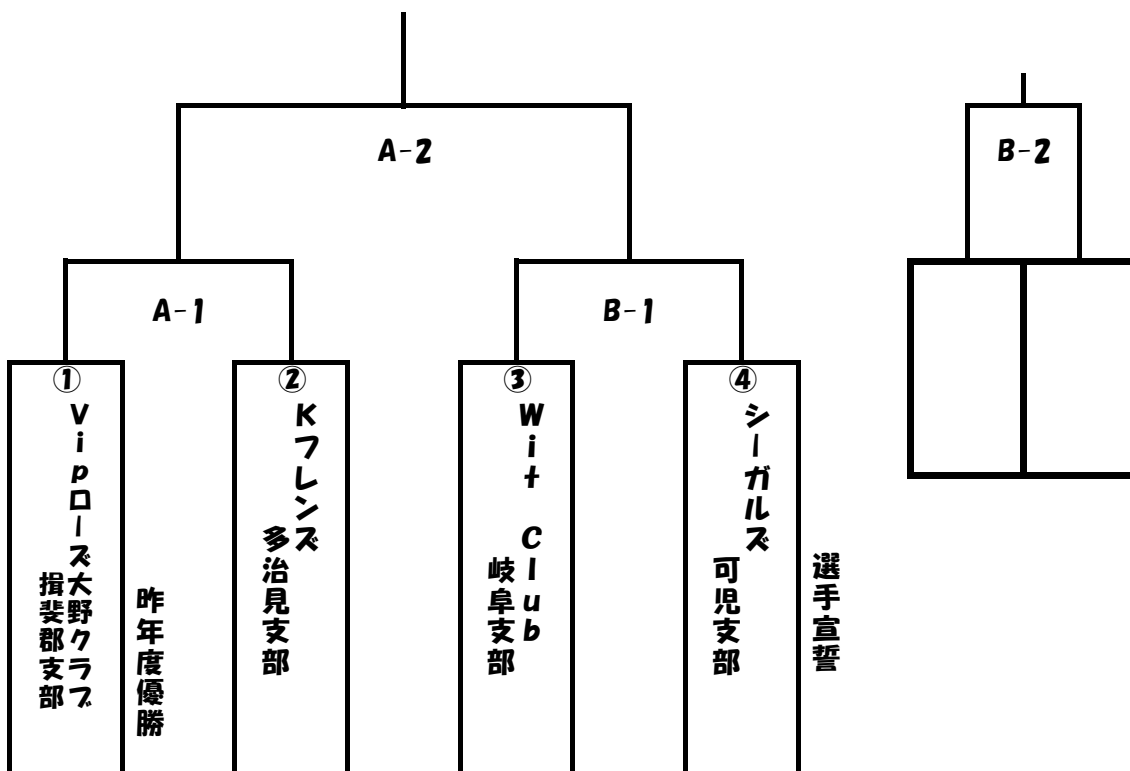 A-2
B-2
A-1
B-1
①
Vipローズ大野クラブ
揖斐郡支部
昨年度優勝
②
Kフレンズ
多治見支部
③
Wit Club
岐阜支部
④
シーガルズ
可児支部
選手宣誓